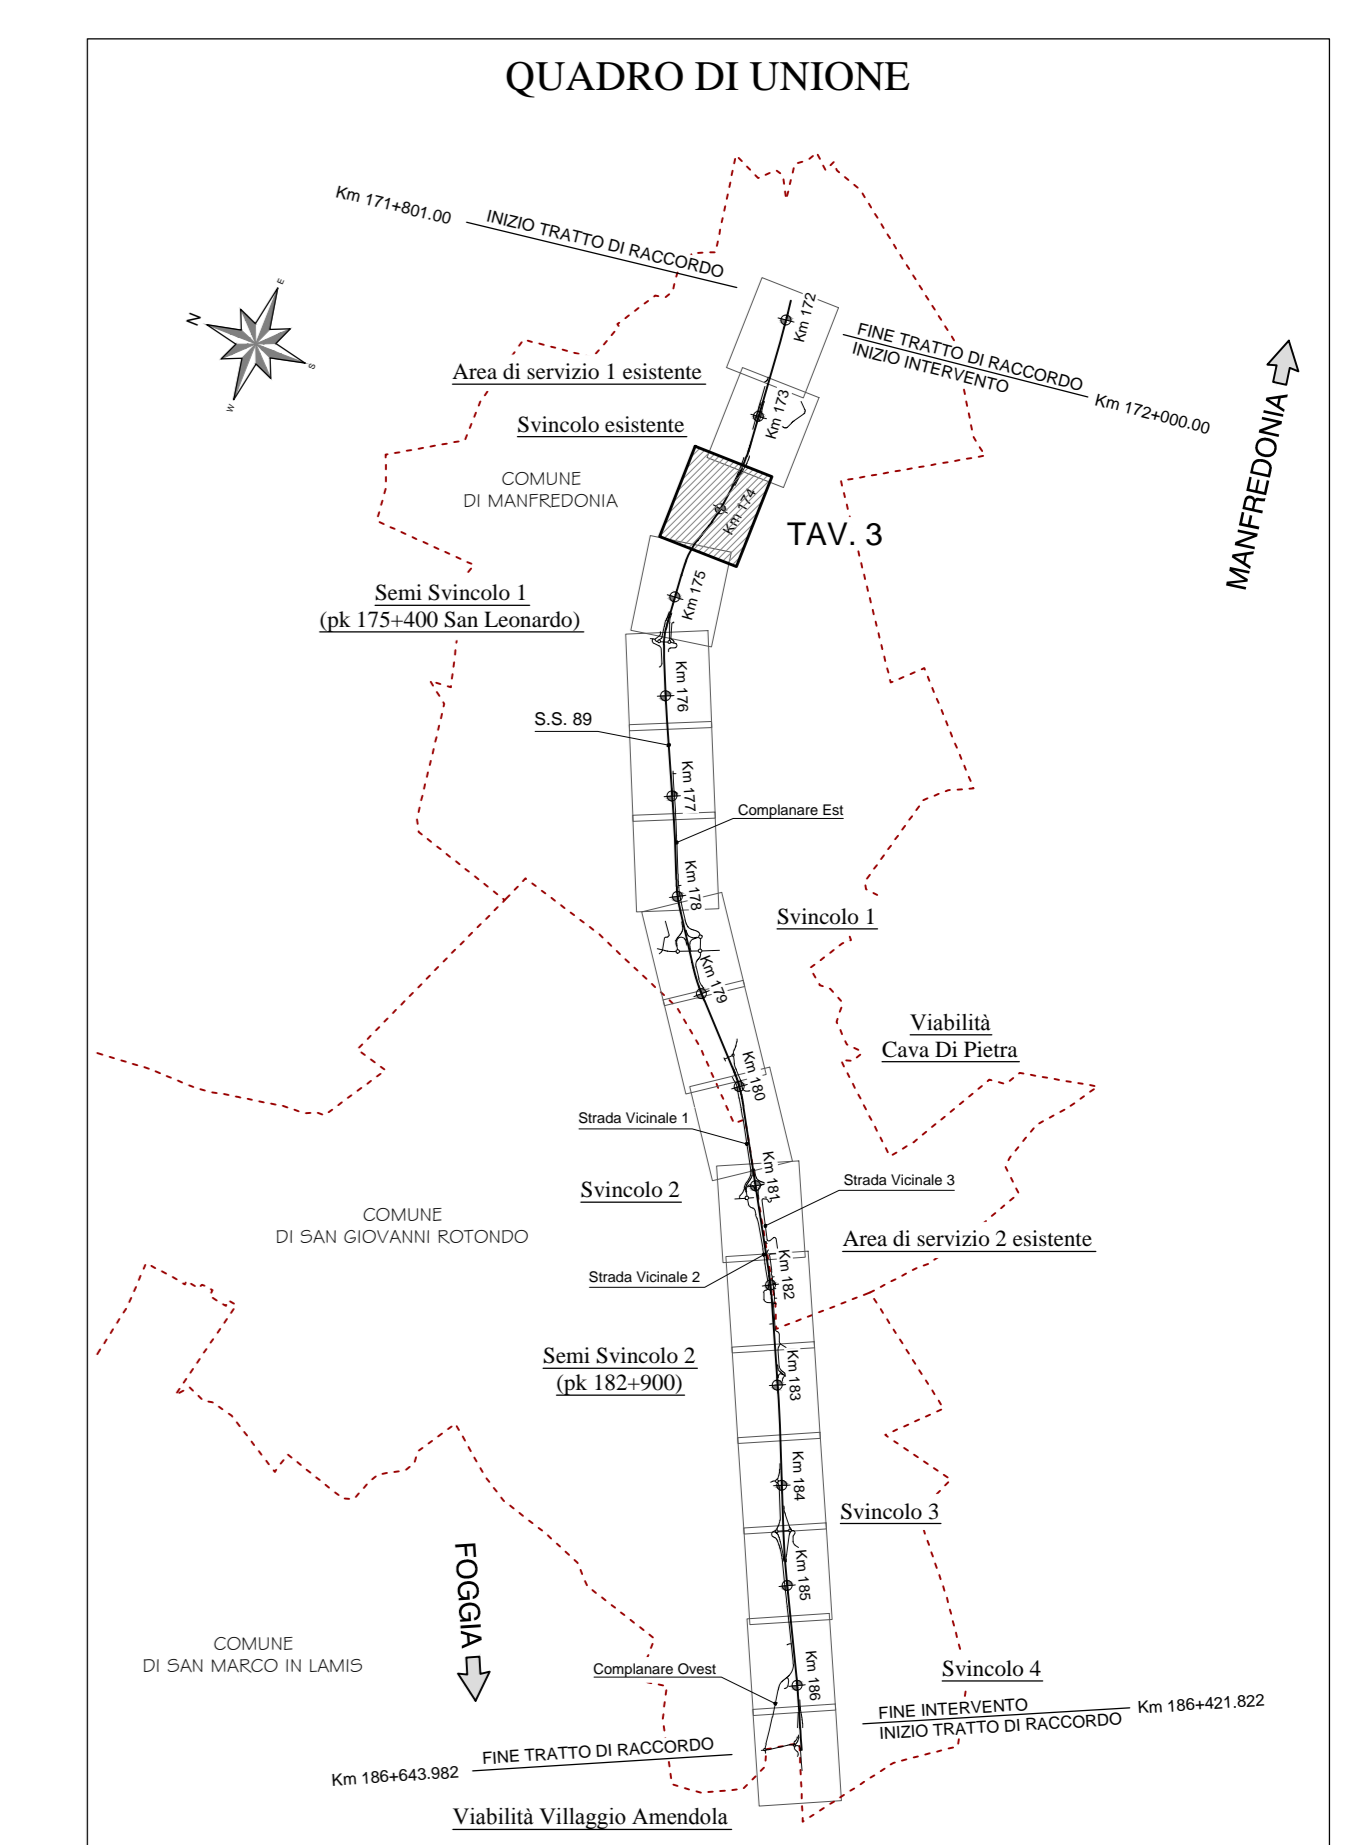 QUADRO DI UNIONE
Km 171+801.00
INIZIO TRATTO DI RACCORDO
N
E
S
W
Km 172
FINE TRATTO DI RACCORDO
INIZIO INTERVENTO
Km 172+000.00
MANFREDONIA
Area di servizio 1 esistente
Km 173
Svincolo esistente
COMUNE
DI MANFREDONIA
Km 174
TAV. 3
Semi Svincolo 1
(pk 175+400 San Leonardo)
Km 175
Km 176
S.S. 89
Km 177
Complanare Est
Km 178
Svincolo 1
Km 179
Viabilità
Cava Di Pietra
Km 180
Strada Vicinale 1
Km 181
Svincolo 2
Strada Vicinale 3
COMUNE
DI SAN GIOVANNI ROTONDO
Area di servizio 2 esistente
Strada Vicinale 2
Km 182
Semi Svincolo 2
(pk 182+900)
Km 183
Km 184
Svincolo 3
FOGGIA
Km 185
COMUNE
DI SAN MARCO IN LAMIS
Complanare Ovest
Km 186
Svincolo 4
FINE INTERVENTO
INIZIO TRATTO DI RACCORDO
Km 186+421.822
FINE TRATTO DI RACCORDO
Km 186+643.982
Viabilità Villaggio Amendola